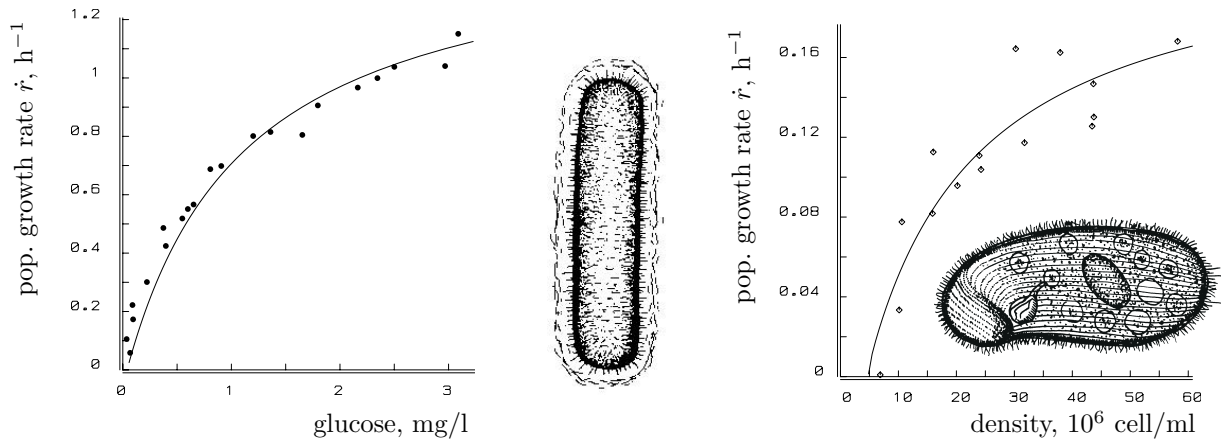 pop. growth rate ṙ, h⁻¹
1.2
1
0.8
0.6
0.4
0.2
0
0 1 2 3
glucose, mg/l
pop. growth rate ṙ, h⁻¹
0.16
0.12
0.08
0.04
0
0 10 20 30 40 50 60
density, 10⁶ cell/ml